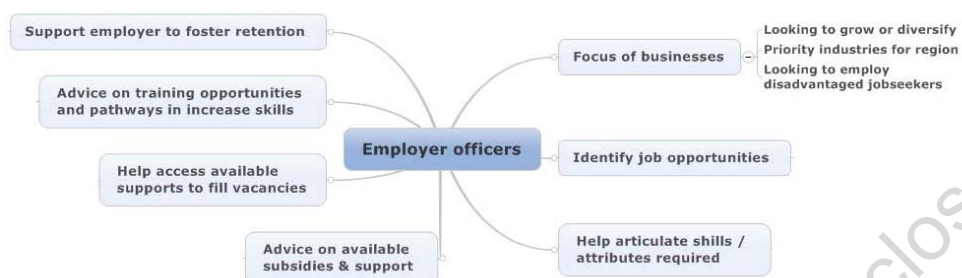 Support employer to foster retention
Advice on training opportunities
and pathways in increase skills
Help access available
supports to fill vacancies
Advice on available
subsidies & support
Employer officers
Focus of businesses
Looking to grow or diversify
Priority industries for region
Looking to employ
disadvantaged jobseekers
Identify job opportunities
Help articulate shills /
attributes required
clos